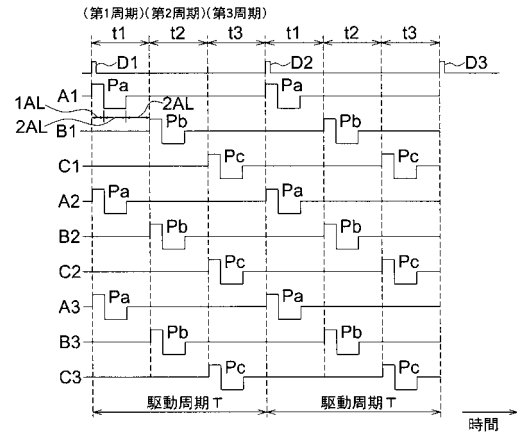 (第1周期)(第2周期)(第3周期)
t1 t2 t3 t1 t2 t3
D1 D2 D3
A1 Pa Pa
1AL 2AL
2AL
B1 Pb Pb
C1 Pc Pc
A2 Pa Pa
B2 Pb Pb
C2 Pc Pc
A3 Pa Pa
B3 Pb Pb
C3 Pc Pc
駆動周期T 駆動周期T
時間